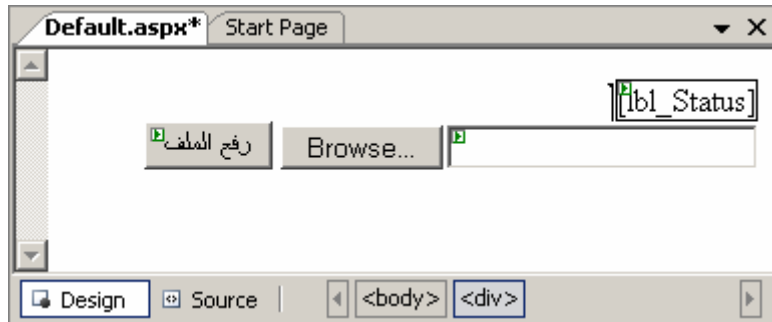 Default.aspx* Start Page
[lbl_Status]
رفع الملف Browse...
Design Source <body> <div>